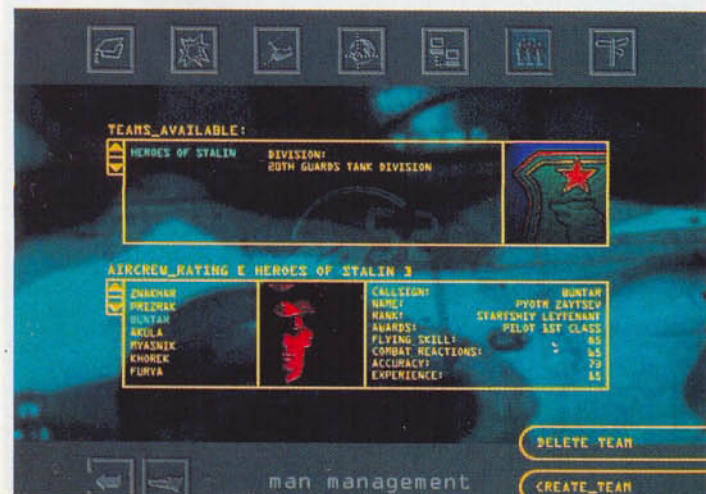 TEAMS_AVAILABLE:
HEROES OF STALIN
DIVISION:
20TH GUARDS TANK DIVISION
AIRCREW_RATING [ HEROES OF STALIN ]
ZNAKHAR
PRIZRAK
BUNTAR
AKULA
MYASNIK
KHOREK
FURYA
CALLSIGN: BUNTAR
NAME: PYOTR ZAYTSEV
RANK: STARTSHIY LEYTENANT
AWARDS: PILOT 1ST CLASS
FLYING SKILL: 65
COMBAT REACTIONS: 65
ACCURACY: 73
EXPERIENCE: 65
DELETE TEAM
man management
CREATE_TEAM